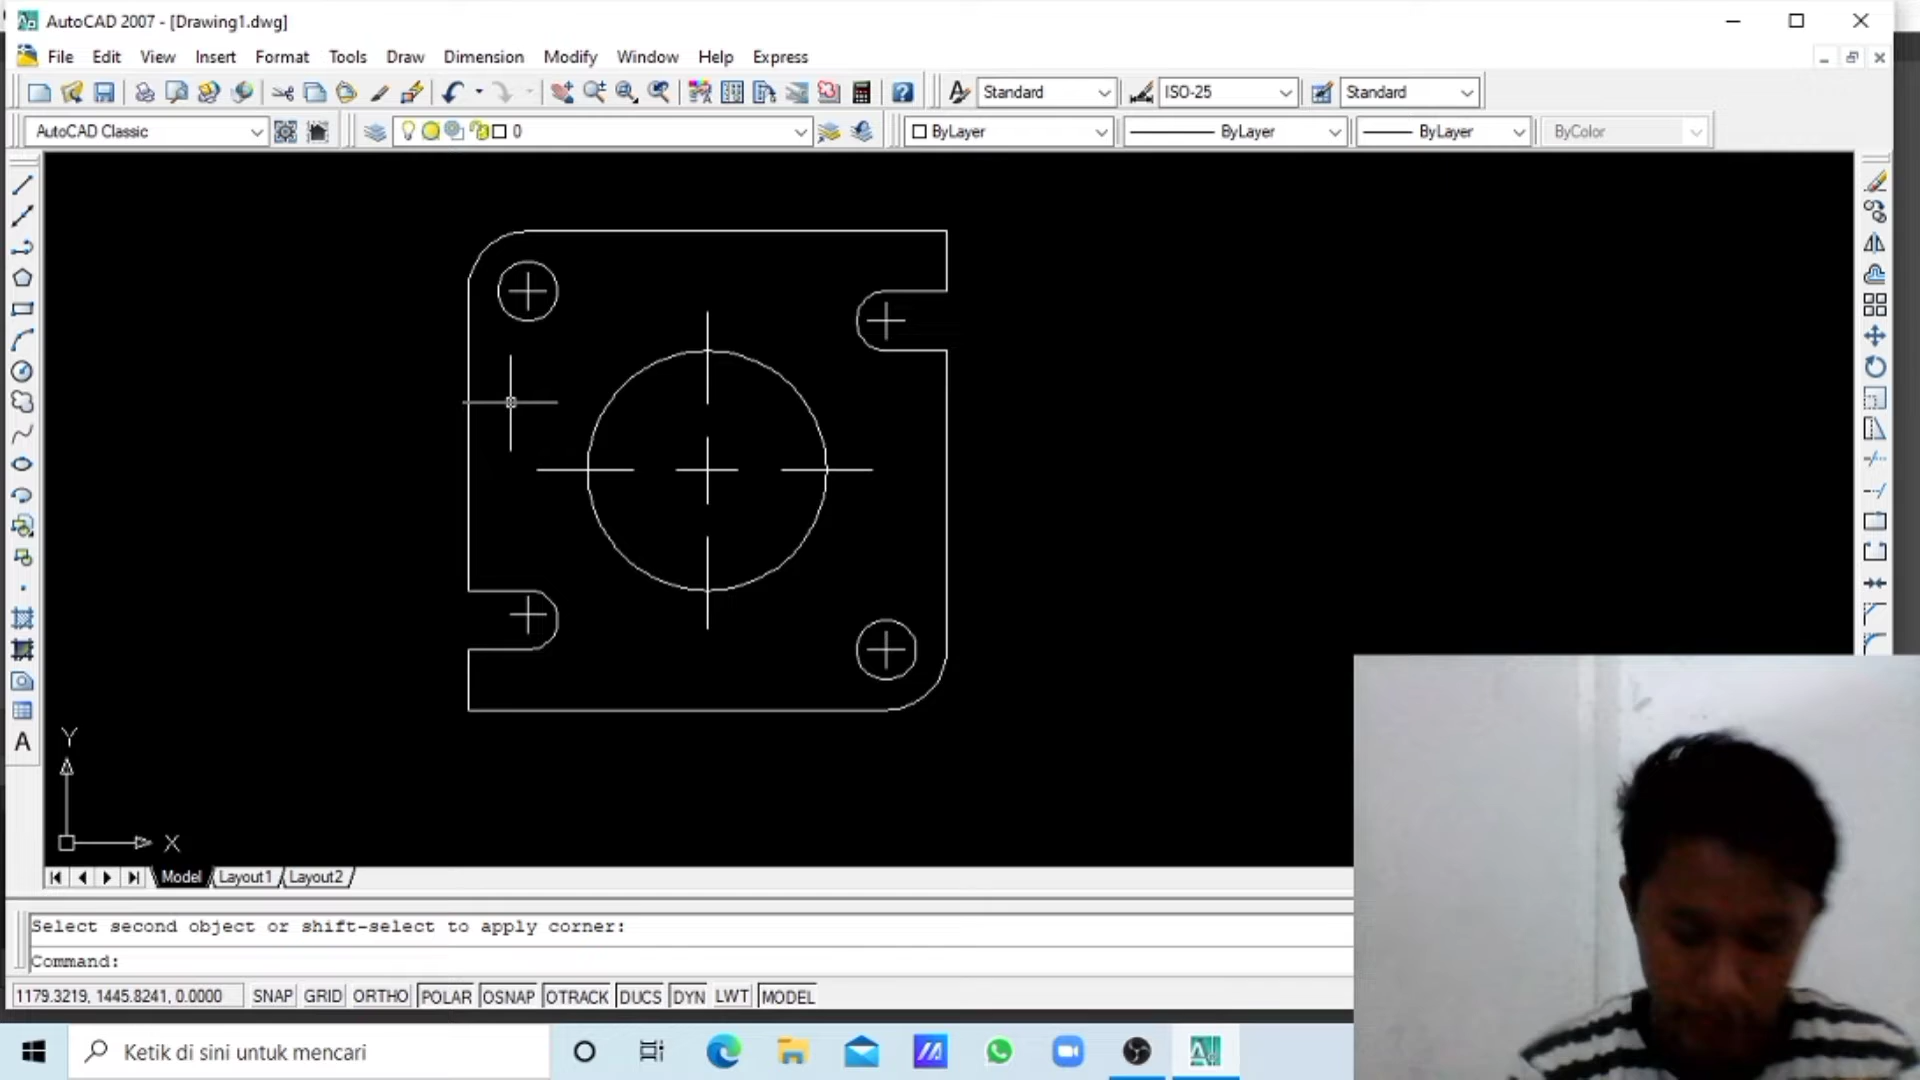 AutoCAD 2007 - [Drawing1.dwg]
File Edit View Insert Format Tools Draw Dimension Modify Window Help Express
Standard ISO-25 Standard
AutoCAD Classic 0 ByLayer ByLayer ByLayer ByColor
Y
X
Model Layout1 Layout2
Select second object or shift-select to apply corner:
Command:
1179.3219, 1445.8241, 0.0000 SNAP GRID ORTHO POLAR OSNAP OTRACK DUCS DYN LWT MODEL
Ketik di sini untuk mencari